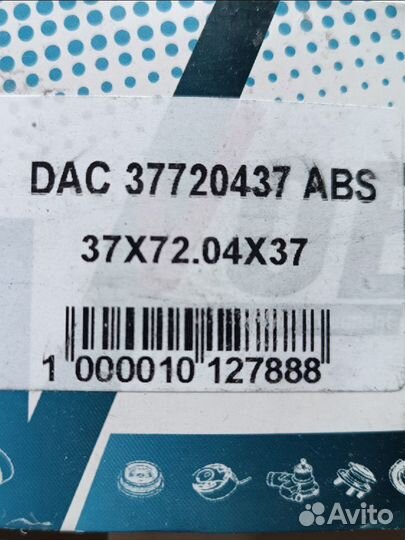 DAC 37720437 ABS
37X72.04X37
1 000010 127888
Avito